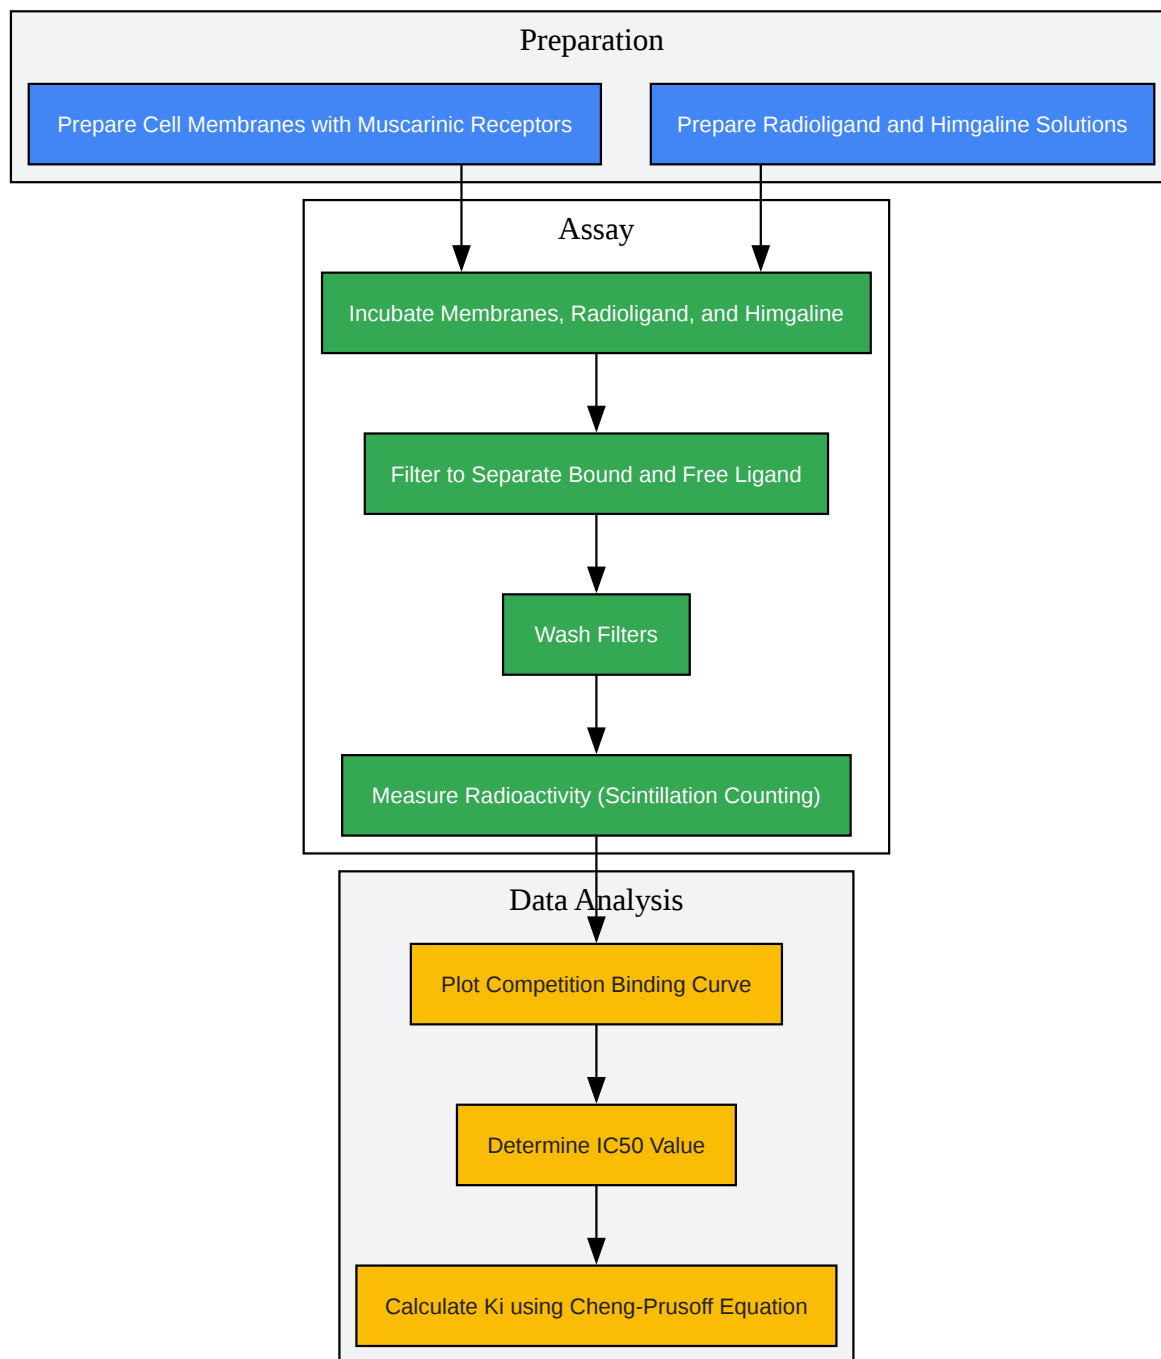 Preparation
Prepare Cell Membranes with Muscarinic Receptors
Prepare Radioligand and Himgaline Solutions
Assay
Incubate Membranes, Radioligand, and Himgaline
Filter to Separate Bound and Free Ligand
Wash Filters
Measure Radioactivity (Scintillation Counting)
Data Analysis
Plot Competition Binding Curve
Determine IC50 Value
Calculate Ki using Cheng-Prusoff Equation